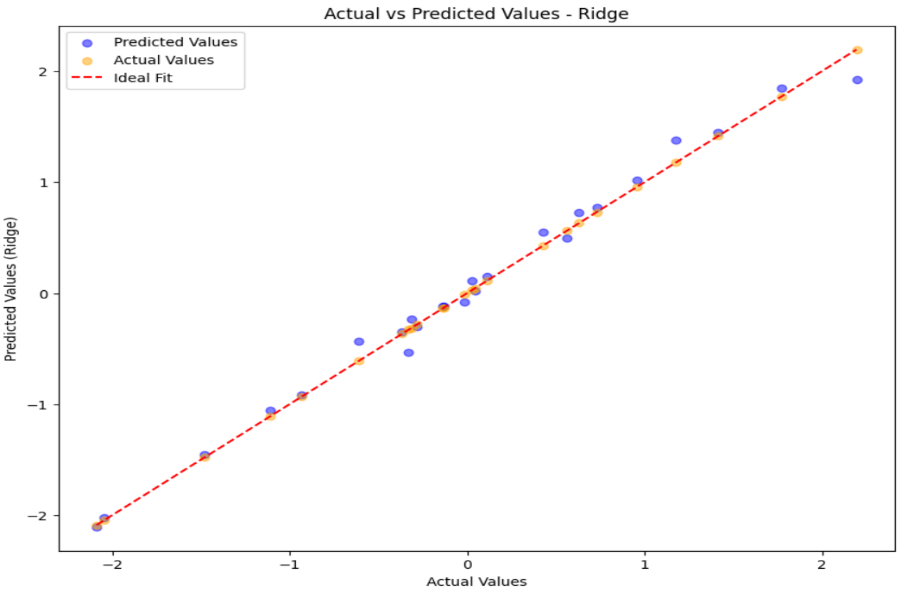 Actual vs Predicted Values - Ridge
Predicted Values
Actual Values
Ideal Fit
Predicted Values (Ridge)
2
1
0
−1
−2
−2
−1
0
1
2
Actual Values